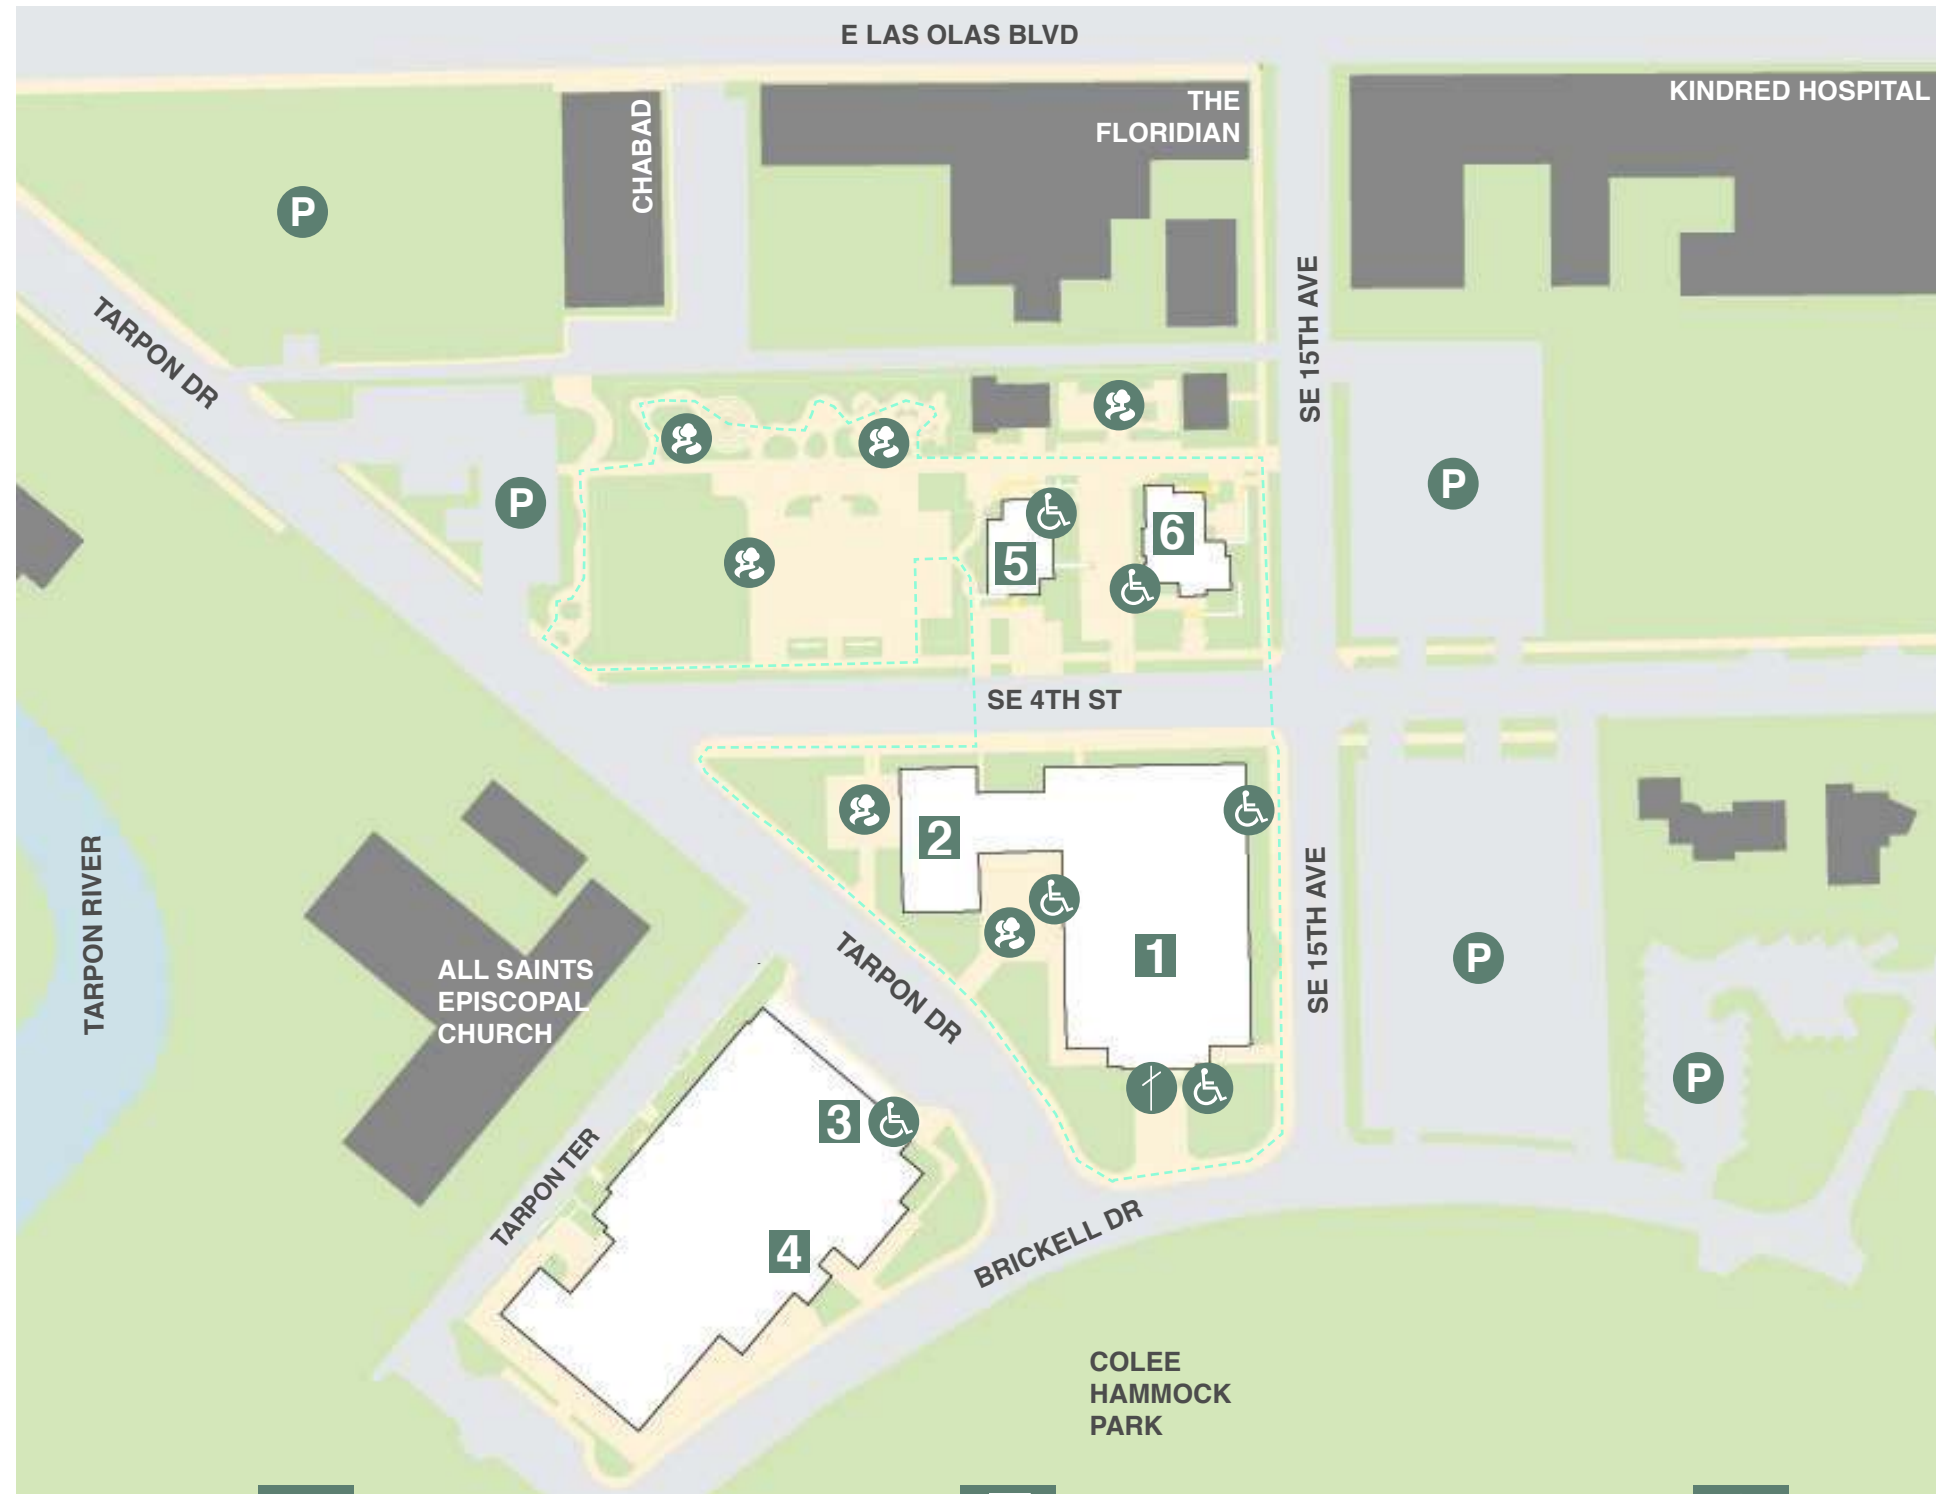 E LAS OLAS BLVD
CHABAD
THE
FLORIDIAN
KINDRED HOSPITAL
P
TARPON DR
SE 15TH AVE
P
P
5
6
SE 4TH ST
2
TARPON RIVER
SE 15TH AVE
1
P
TARPON DR
ALL SAINTS
EPISCOPAL
CHURCH
P
3
TARPON TER
4
BRICKELL DR
COLEE
HAMMOCK
PARK